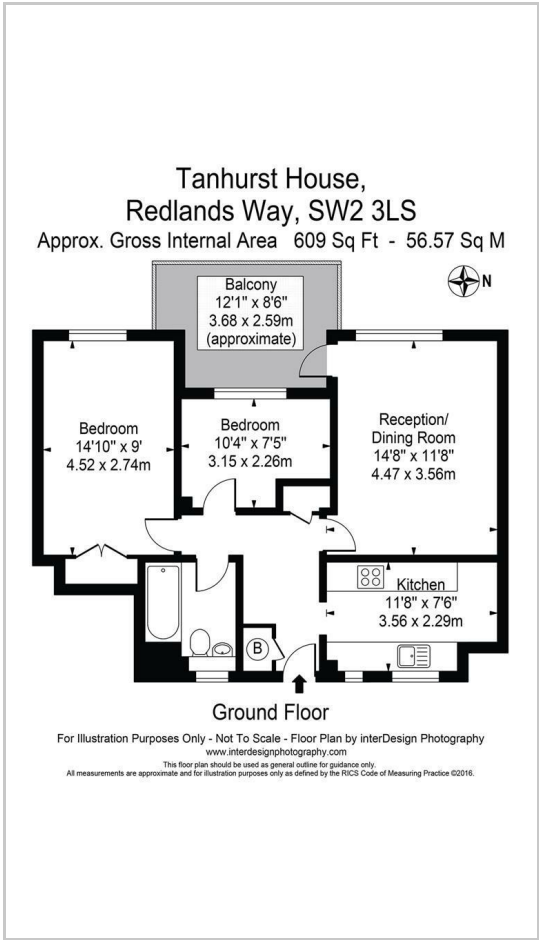 Tanhurst House,
Redlands Way, SW2 3LS
Approx. Gross Internal Area 609 Sq Ft - 56.57 Sq M
N
Balcony
12'1" x 8'6"
3.68 x 2.59m
(approximate)
Bedroom
14'10" x 9'
4.52 x 2.74m
Bedroom
10'4" x 7'5"
3.15 x 2.26m
Reception/
Dining Room
14'8" x 11'8"
4.47 x 3.56m
Kitchen
11'8" x 7'6"
3.56 x 2.29m
B
Ground Floor
For Illustration Purposes Only - Not To Scale - Floor Plan by interDesign Photography
www.interdesignphotography.com
This floor plan should be used as general outline for guidance only.
All measurements are approximate and for illustration purposes only as defined by the RICS Code of Measuring Practice ©2016.